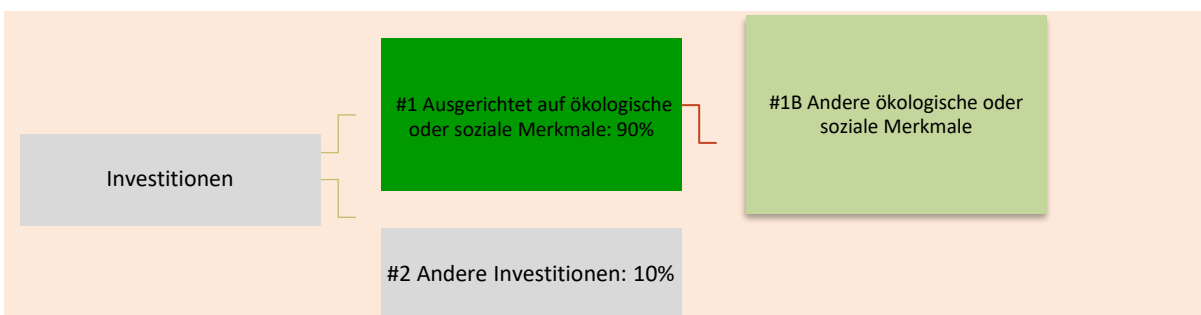 Investitionen
#1 Ausgerichtet auf ökologische
oder soziale Merkmale: 90%
#1B Andere ökologische oder
soziale Merkmale
#2 Andere Investitionen: 10%